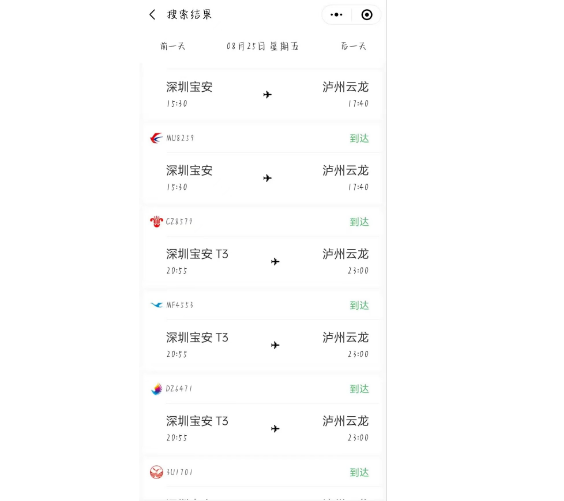 搜索结果
前一天 08月25日 星期五 后一天
深圳宝安 泸州云龙
15:30 17:40
MU8239 到达
深圳宝安 泸州云龙
15:30 17:40
到达
深圳宝安 T3 泸州云龙
20:55 23:00
到达
深圳宝安 T3 泸州云龙
20:55 23:00
DZ6471 到达
深圳宝安 T3 泸州云龙
20:55 23:00
到达